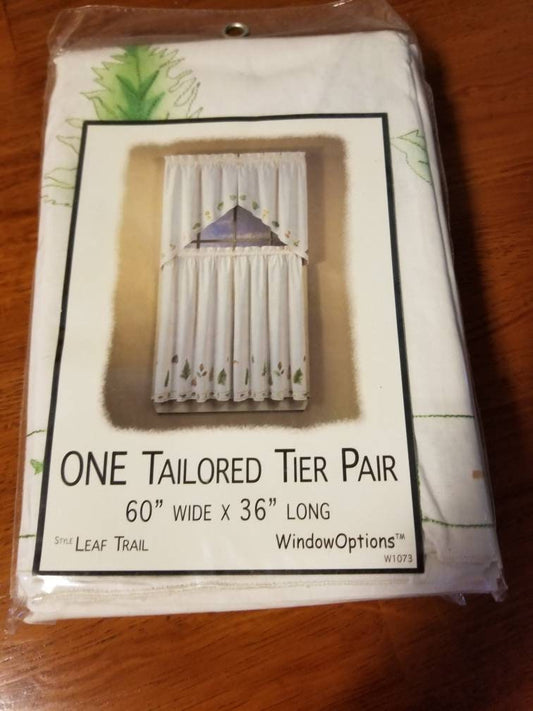 ONE TAILORED TIER PAIR
60" WIDE X 36" LONG
STYLE LEAF TRAIL WindowOptions™
W1073